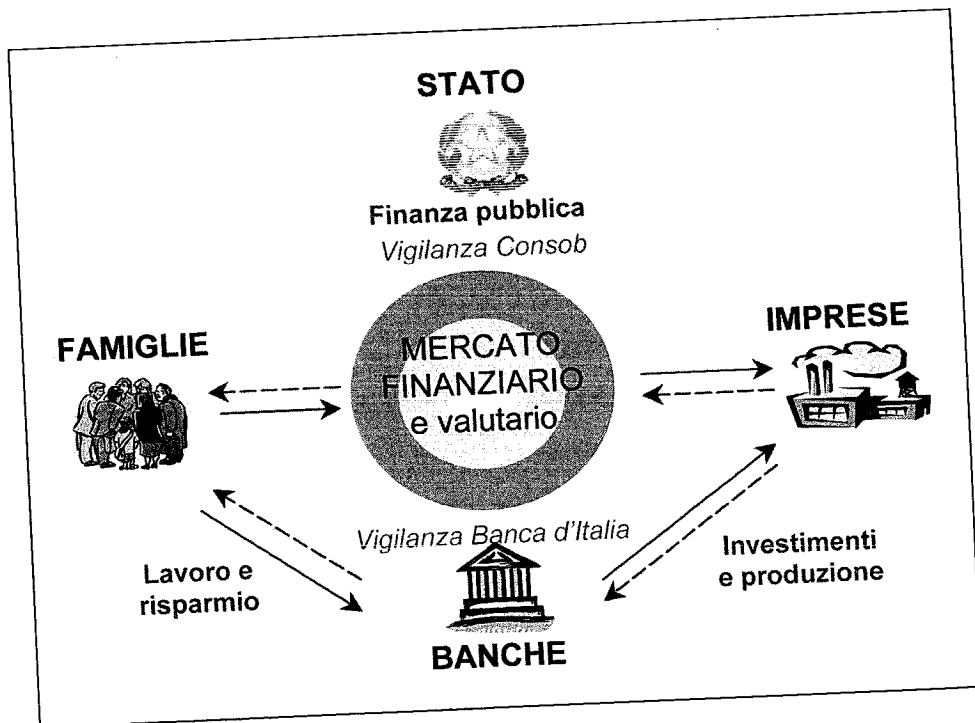 STATO
Finanza pubblica
Vigilanza Consob
FAMIGLIE
MERCATO
FINANZIARIO
e valutario
IMPRESE
Vigilanza Banca d'Italia
Lavoro e
risparmio
Investimenti
e produzione
BANCHE